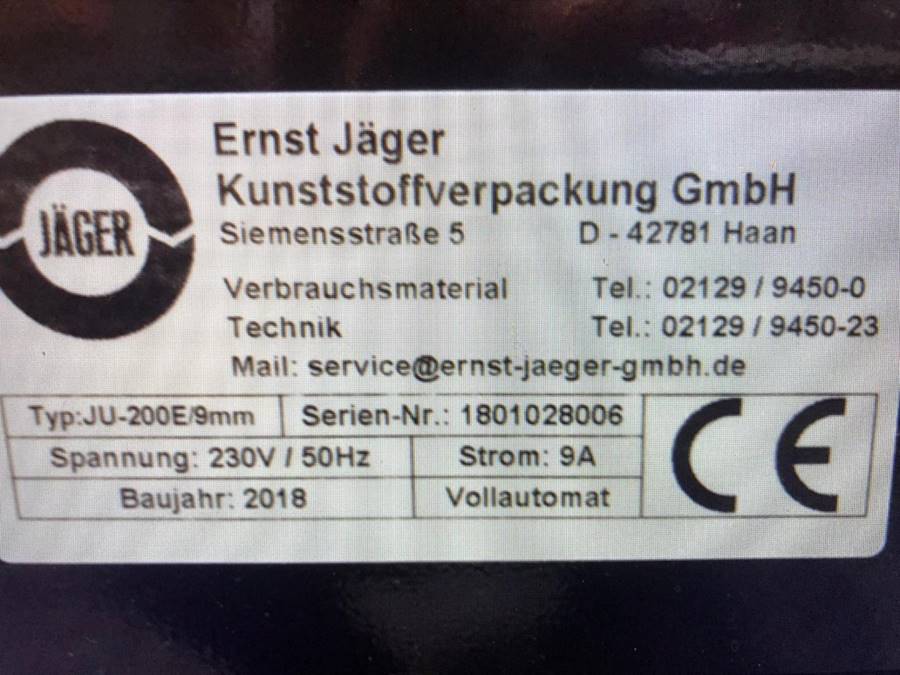 JÄGER
Ernst Jäger
Kunststoffverpackung GmbH
Siemensstraße 5 D - 42781 Haan
Verbrauchsmaterial Tel.: 02129 / 9450-0
Technik Tel.: 02129 / 9450-23
Mail: service@ernst-jaeger-gmbh.de
Typ:JU-200E/9mm Serien-Nr.: 1801028006
Spannung: 230V / 50Hz Strom: 9A
Baujahr: 2018 Vollautomat
CE